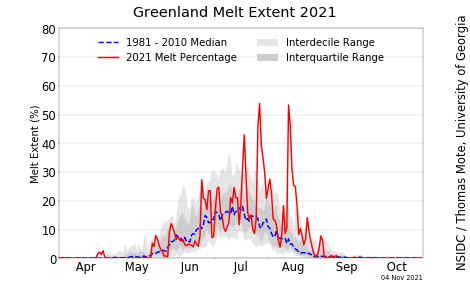 Greenland Melt Extent 2021
1981 - 2010 Median
2021 Melt Percentage
Interdecile Range
Interquartile Range
Melt Extent (%)
80
70
60
50
40
30
20
10
0
Apr May Jun Jul Aug Sep Oct
04 Nov 2021
NSIDC / Thomas Mote, University of Georgia